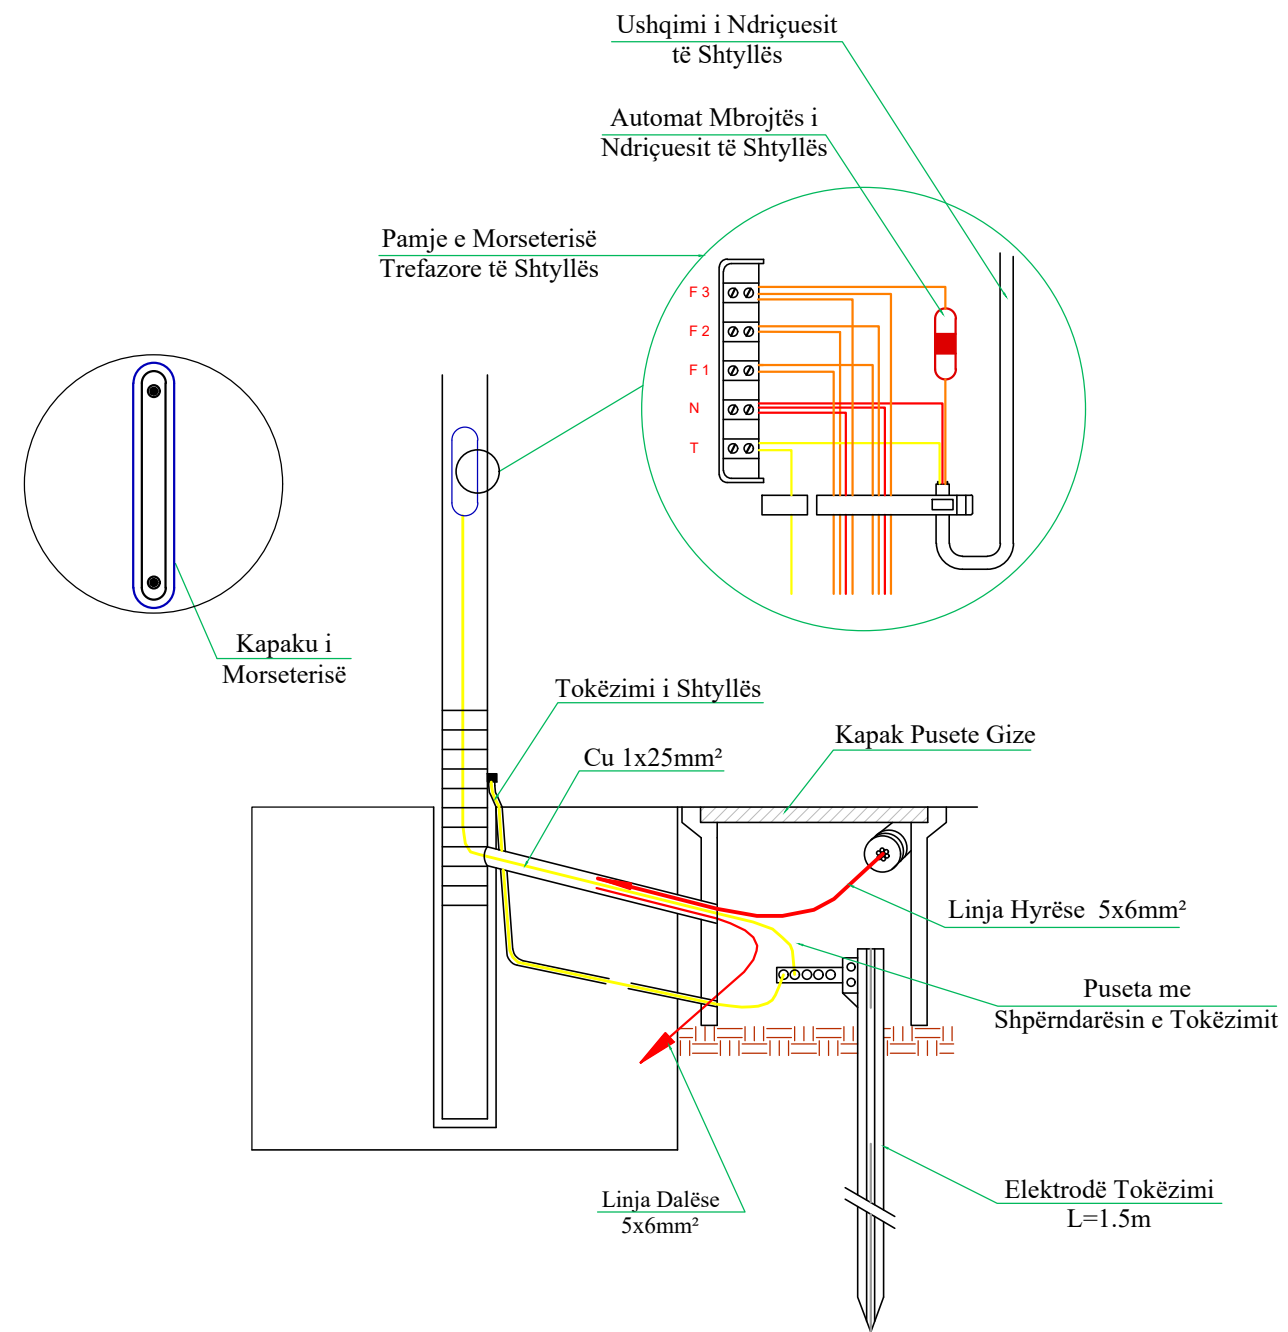 Ushqimi i Ndriçuesit
të Shtyllës
Automat Mbrojtës i
Ndriçuesit të Shtyllës
Pamje e Morseterisë
Trefazore të Shtyllës
F 3
F 2
F 1
N
T
Kapaku i
Morseterisë
Tokëzimi i Shtyllës
Kapak Pusete Gize
Cu 1x25mm²
Linja Hyrëse 5x6mm²
Puseta me
Shpërndarësin e Tokëzimit
Linja Dalëse
5x6mm²
Elektrodë Tokëzimi
L=1.5m